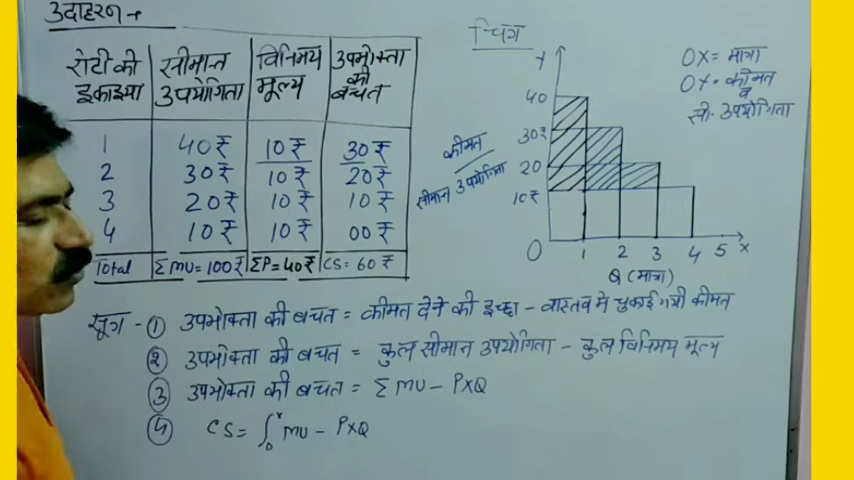 उदाहरण →
रोटी की इकाइया | सीमान्त उपयोगिता | विनिमय मूल्य | उपभोक्ता की बचत
1 40₹ 10₹ 30₹
2 30₹ 10₹ 20₹
3 20₹ 10₹ 10₹
4 10₹ 10₹ 00₹
Total ΣMU=100₹ ΣP=40₹ CS=60₹
चित्र
Y
40
30₹
20
10₹
O 1 2 3 4 5 X
Q (मात्रा)
कीमत
सीमान्त उपयोगिता
OX = मात्रा
OY = कीमत
व
सी. उपयोगिता
सूत्र - ① उपभोक्ता की बचत = कीमत देने की इच्छा - वास्तव मे चुकाई गयी कीमत
② उपभोक्ता की बचत = कुल सीमान्त उपयोगिता - कुल विनिमय मूल्य
③ उपभोक्ता की बचत = Σ MU - P×Q
④ CS = ∫₀ˣ MU - P×Q